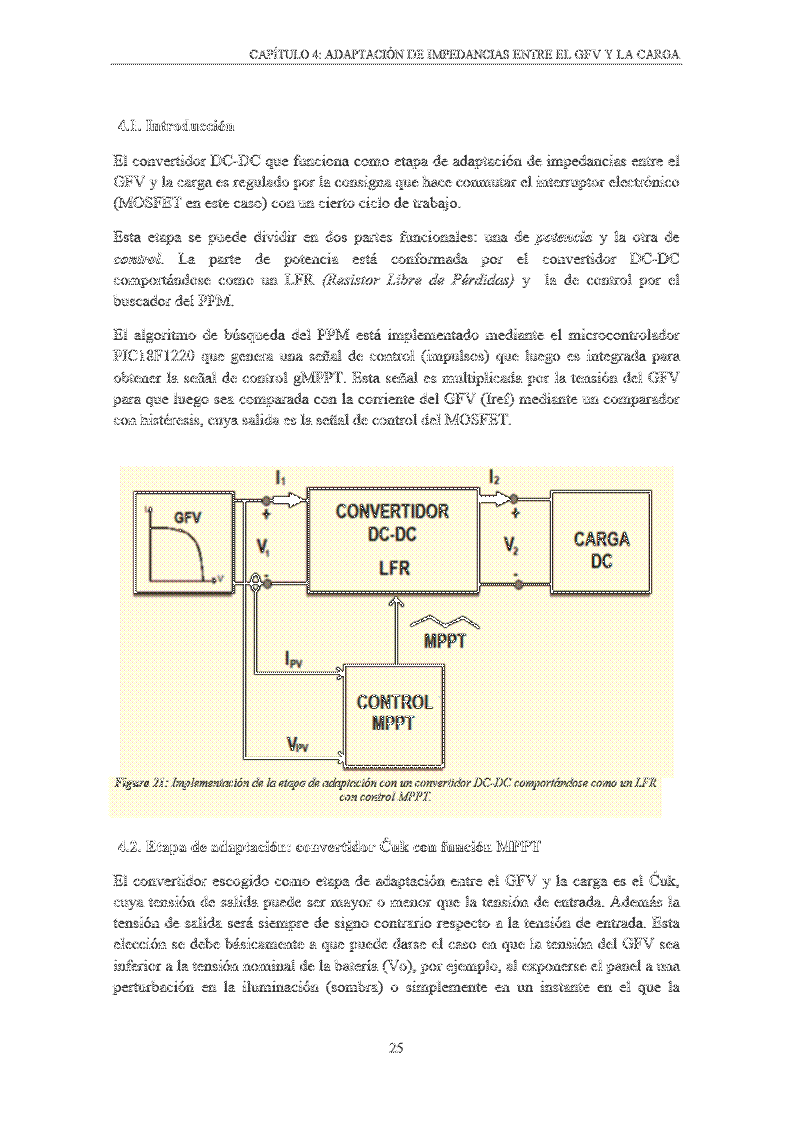 CAPÍTULO 4: ADAPTACIÓN DE IMPEDANCIAS ENTRE EL GFV Y LA CARGA
4.1. Introducción
El convertidor DC-DC que funciona como etapa de adaptación de impedancias entre el
GFV y la carga es regulado por la consigna que hace conmutar el interruptor electrónico
(MOSFET en este caso) con un cierto ciclo de trabajo.
Esta etapa se puede dividir en dos partes funcionales: una de potencia y la otra de
control. La parte de potencia está conformada por el convertidor DC-DC
comportándose como un LFR (Resistor Libre de Pérdidas) y la de control por el
buscador del PPM.
El algoritmo de búsqueda del PPM está implementado mediante el microcontrolador
PIC18F1220 que genera una señal de control (impulsos) que luego es integrada para
obtener la señal de control gMPPT. Esta señal es multiplicada por la tensión del GFV
para que luego sea comparada con la corriente del GFV (Iref) mediante un comparador
con histéresis, cuya salida es la señal de control del MOSFET.
I1
I2
I
GFV
V
+
V1
-
CONVERTIDOR
DC-DC
LFR
+
V2
-
CARGA
DC
MPPT
IPV
CONTROL
MPPT
VPV
Figura 21: Implementación de la etapa de adaptación con un convertidor DC-DC comportándose como un LFR
con control MPPT.
4.2. Etapa de adaptación: convertidor Ćuk con función MPPT
El convertidor escogido como etapa de adaptación entre el GFV y la carga es el Ćuk,
cuya tensión de salida puede ser mayor o menor que la tensión de entrada. Además la
tensión de salida será siempre de signo contrario respecto a la tensión de entrada. Esta
elección se debe básicamente a que puede darse el caso en que la tensión del GFV sea
inferior a la tensión nominal de la batería (Vo), por ejemplo, al exponerse el panel a una
perturbación en la iluminación (sombra) o simplemente en un instante en el que la
25